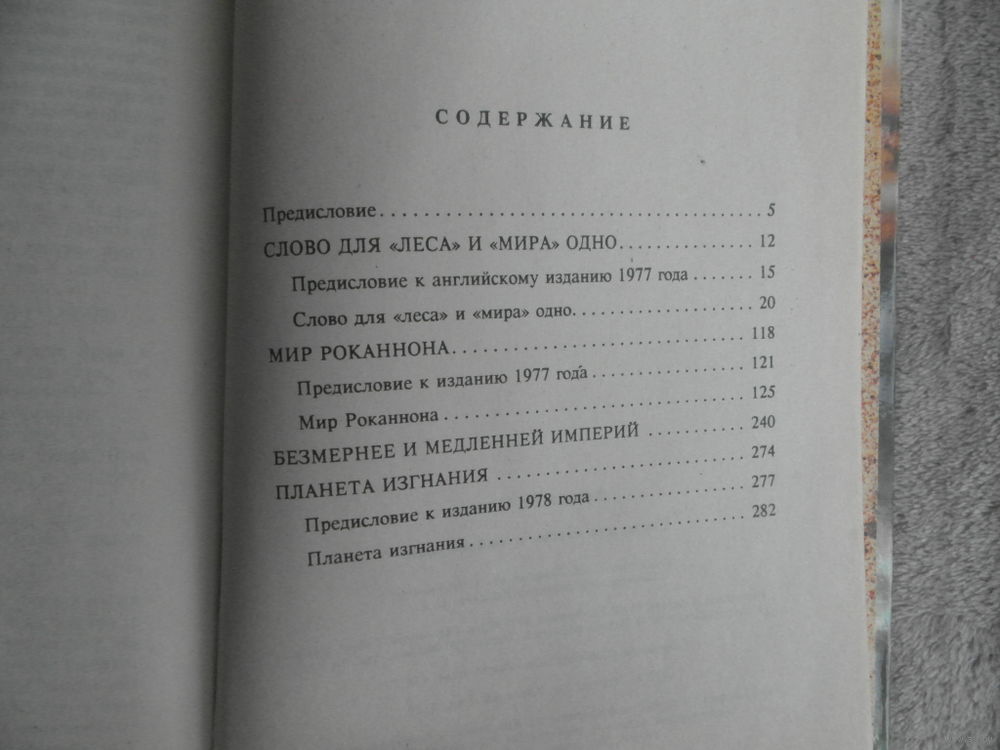 СОДЕРЖАНИЕ
Предисловие.................................... 5
СЛОВО ДЛЯ «ЛЕСА» И «МИРА» ОДНО............. 12
Предисловие к английскому изданию 1977 года ....... 15
Слово для «леса» и «мира» одно.................. 20
МИР РОКАННОНА............................. 118
Предисловие к изданию 1977 года ............... 121
Мир Роканнона ............................. 125
БЕЗМЕРНЕЕ И МЕДЛЕННЕЙ ИМПЕРИЙ .......... 240
ПЛАНЕТА ИЗГНАНИЯ ......................... 274
Предисловие к изданию 1978 года ............... 277
Планета изгнания ........................... 282